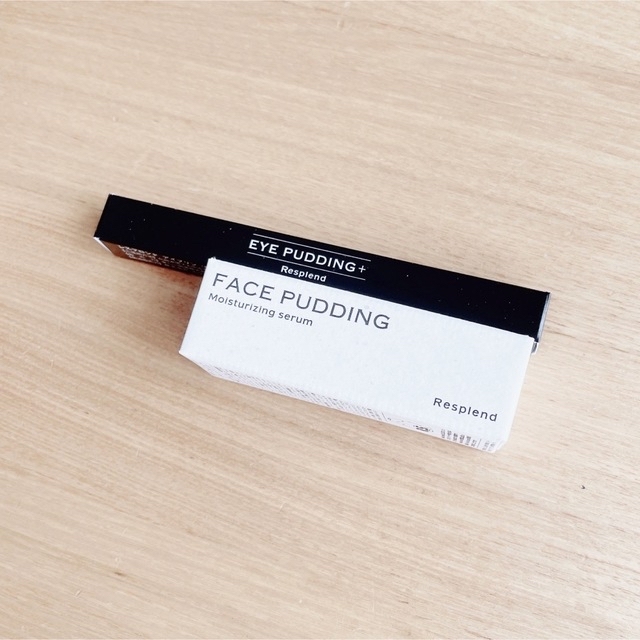 EYE PUDDING+
Resplend
FACE PUDDING
Moisturizing serum
Resplend